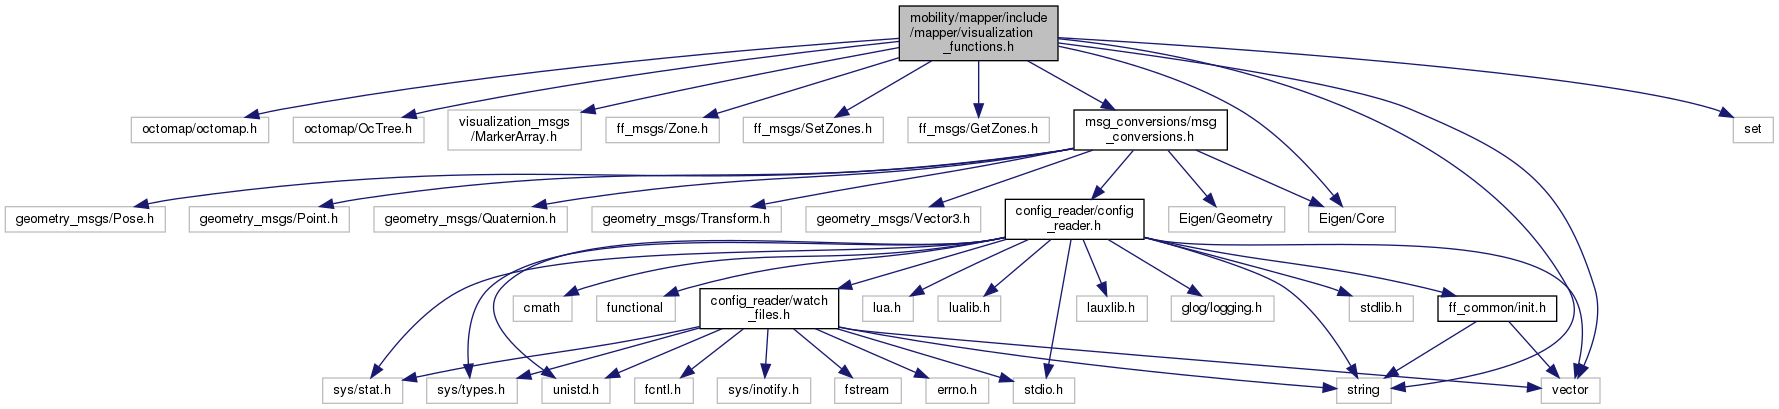 mobility/mapper/include
/mapper/visualization
_functions.h
octomap/octomap.h
octomap/OcTree.h
visualization_msgs
/MarkerArray.h
ff_msgs/Zone.h
ff_msgs/SetZones.h
ff_msgs/GetZones.h
msg_conversions/msg
_conversions.h
set
geometry_msgs/Pose.h
geometry_msgs/Point.h
geometry_msgs/Quaternion.h
geometry_msgs/Transform.h
geometry_msgs/Vector3.h
config_reader/config
_reader.h
Eigen/Geometry
Eigen/Core
cmath
functional
config_reader/watch
_files.h
lua.h
lualib.h
lauxlib.h
glog/logging.h
stdlib.h
ff_common/init.h
sys/stat.h
sys/types.h
unistd.h
fcntl.h
sys/inotify.h
fstream
errno.h
stdio.h
string
vector